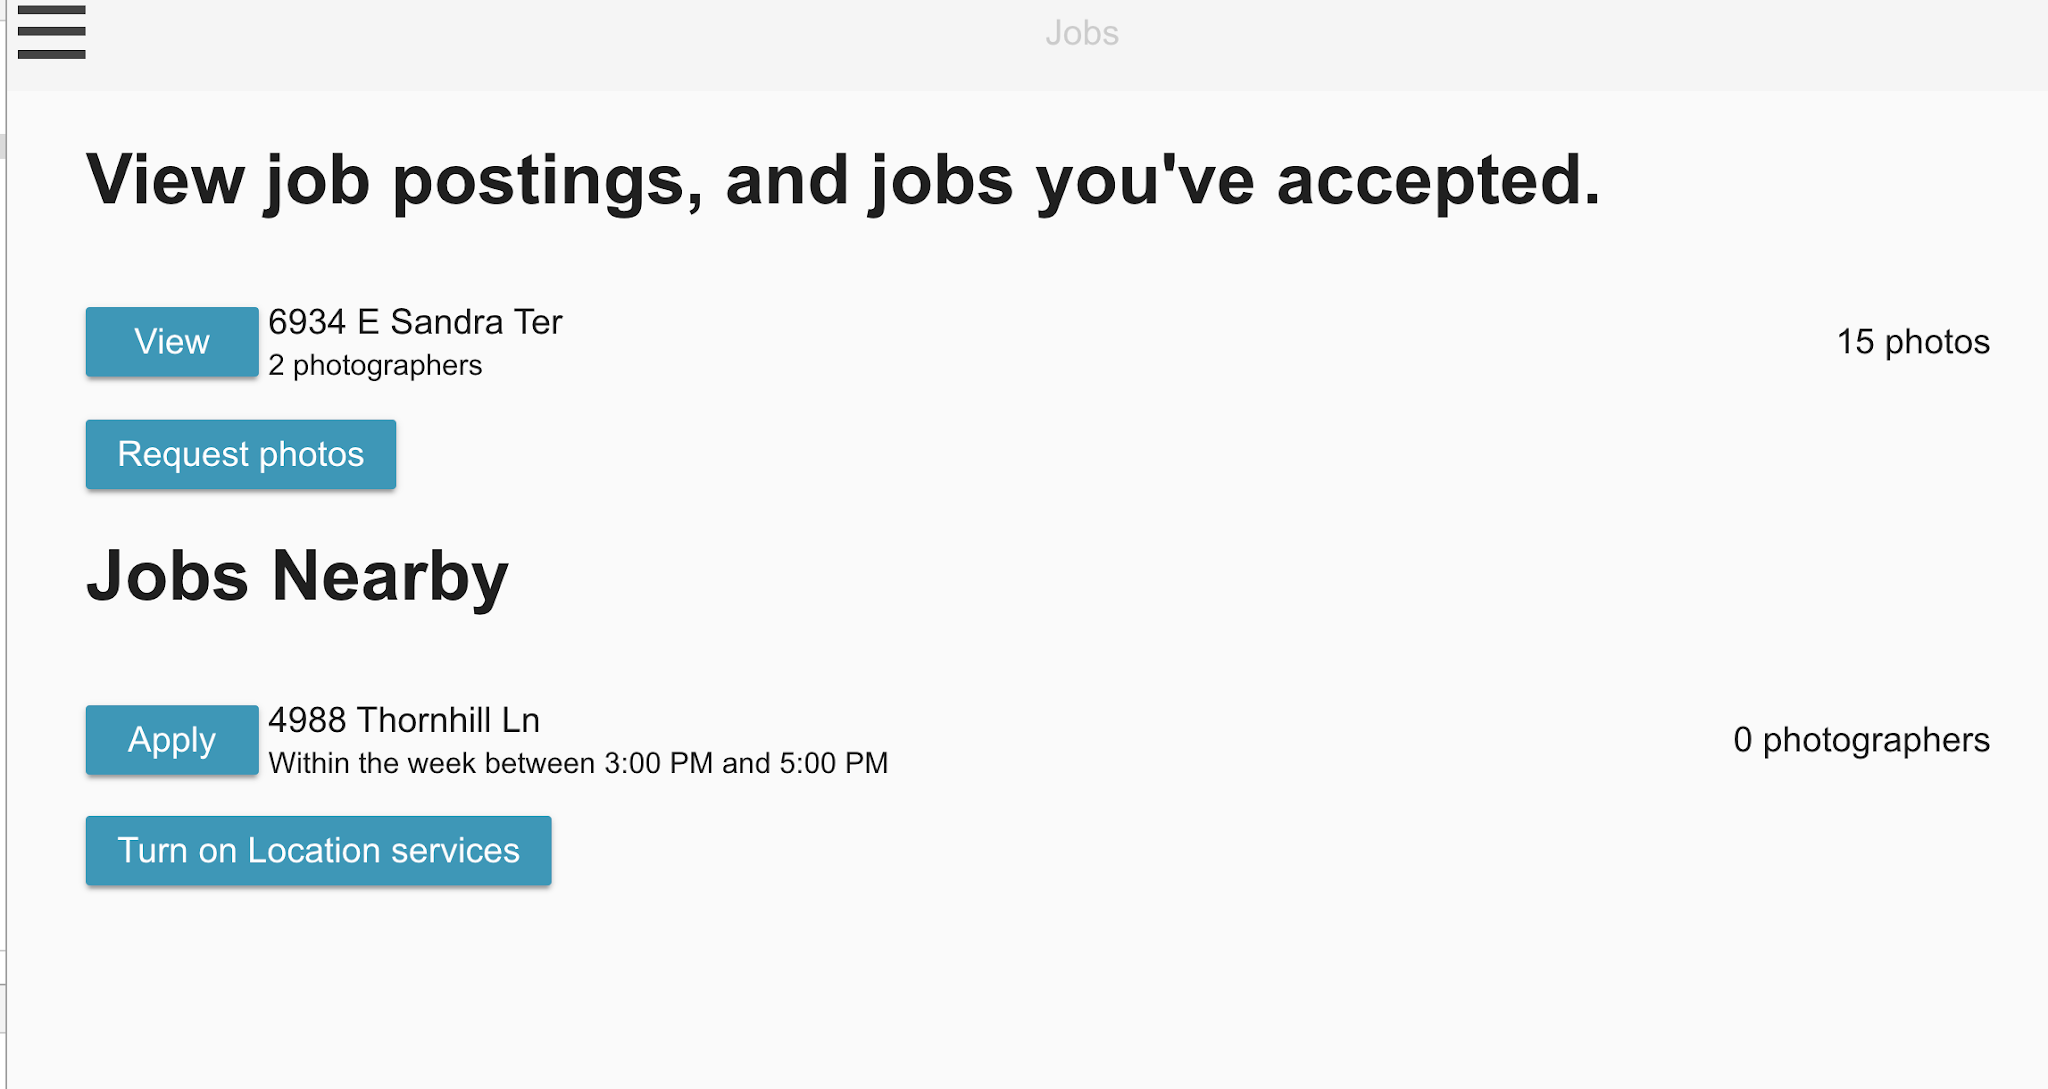 Jobs
View job postings, and jobs you've accepted.
View
6934 E Sandra Ter
2 photographers
15 photos
Request photos
Jobs Nearby
Apply
4988 Thornhill Ln
Within the week between 3:00 PM and 5:00 PM
0 photographers
Turn on Location services